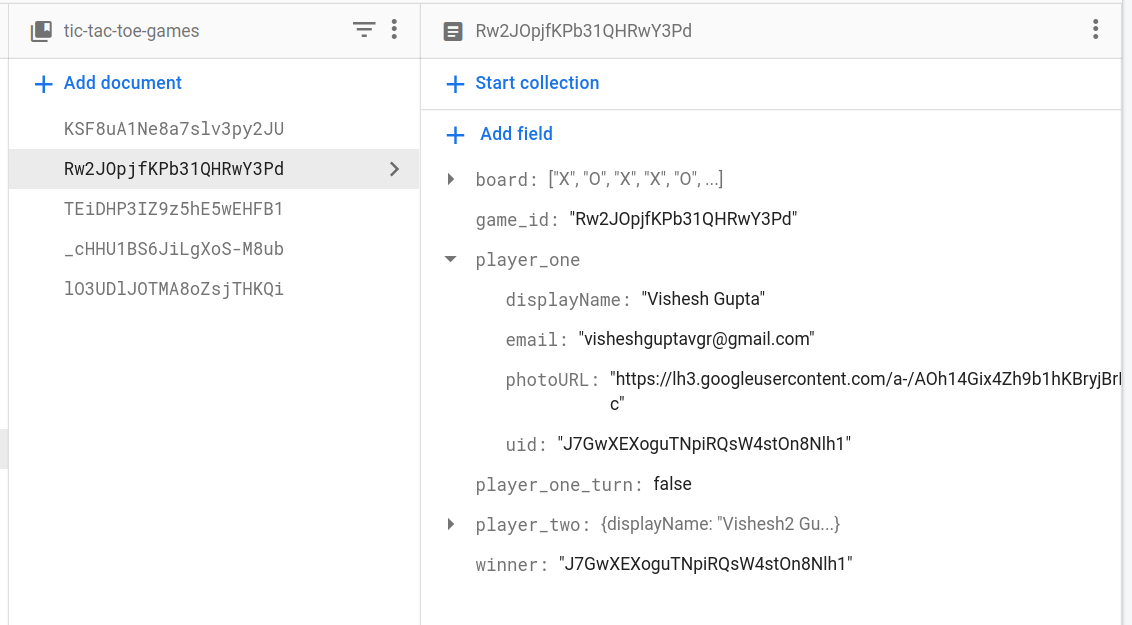 tic-tac-toe-games
Add document
KSF8uA1Ne8a7slv3py2JU
Rw2JOpjfKPb31QHRwY3Pd
TEiDHP3IZ9z5hE5wEHFB1
_cHHU1BS6JiLgXoS-M8ub
lO3UDlJOTMA8oZsjTHKQi
Rw2JOpjfKPb31QHRwY3Pd
Start collection
Add field
board: ["X", "O", "X", "X", "O", ...]
game_id: "Rw2JOpjfKPb31QHRwY3Pd"
player_one
displayName: "Vishesh Gupta"
email: "visheshguptavgr@gmail.com"
photoURL: "https://lh3.googleusercontent.com/a-/AOh14Gix4Zh9b1hKBryjBr
c"
uid: "J7GwXEXoguTNpiRQsW4stOn8Nlh1"
player_one_turn: false
player_two: {displayName: "Vishesh2 Gu...}
winner: "J7GwXEXoguTNpiRQsW4stOn8Nlh1"